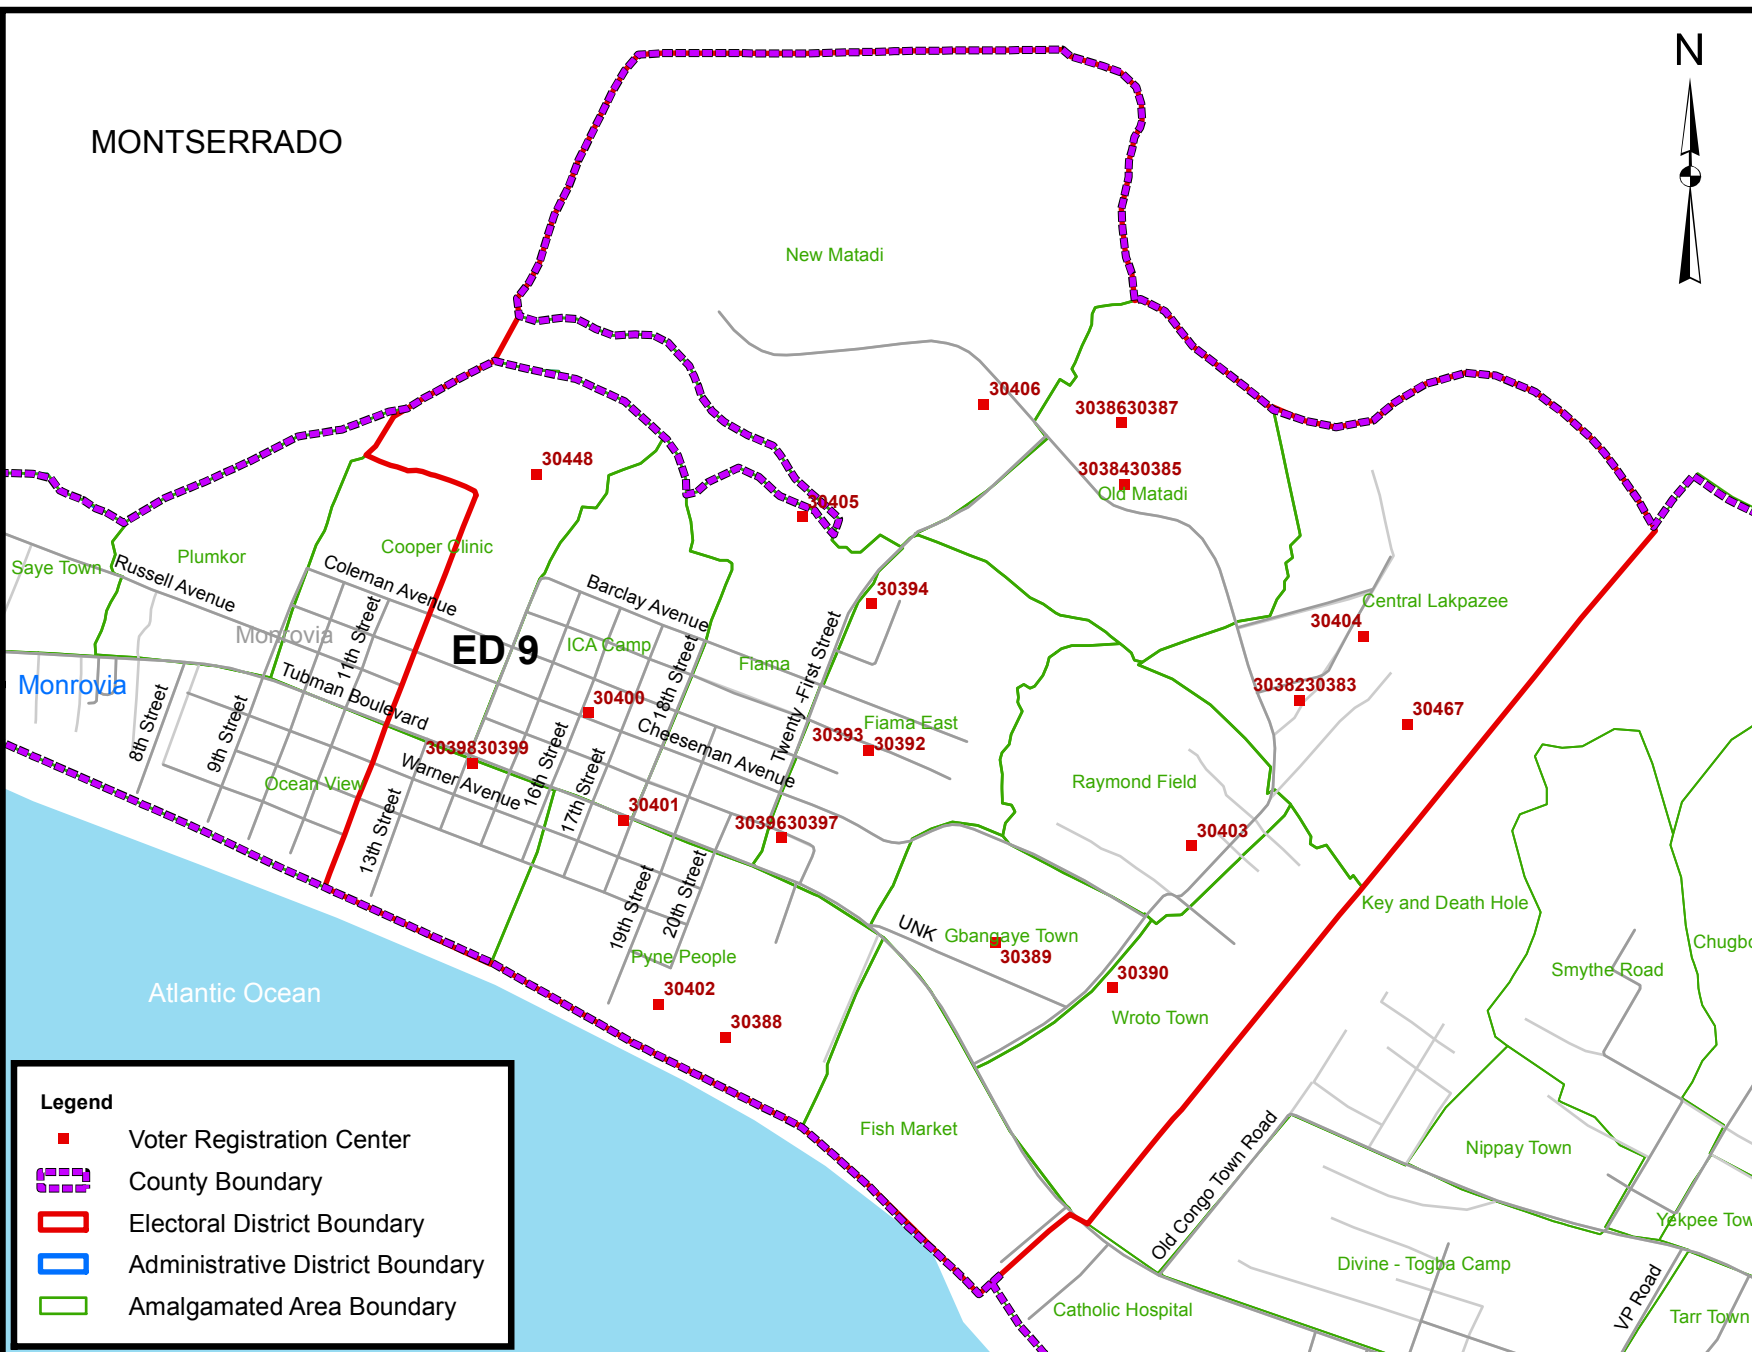 N
MONTSERRADO
New Matadi
30406
3038630387
30448
3038430385
Old Matadi
30405
Plumkor
Cooper Clinic
Saye Town
Russell Avenue
Coleman Avenue
Barclay Avenue
30394
Central Lakpazee
30404
Monrovia
11th Street
ED 9
ICA Camp
18th Street
Fiama
Twenty -First Street
Monrovia
Tubman Boulevard
30400
3038230383
30467
8th Street
9th Street
3039830399
16th Street
Cheeseman Avenue
30393
Fiama East
30392
Ocean View
Warner Avenue
17th Street
Raymond Field
30401
3039630397
30403
13th Street
19th Street
20th Street
UNK
Gbangaye Town
30389
Key and Death Hole
Chugbo
Pyne People
Smythe Road
30390
30402
Atlantic Ocean
30388
Wroto Town
Fish Market
Old Congo Town Road
Nippay Town
Yekpee Tow
Divine - Togba Camp
VP Road
Catholic Hospital
Tarr Town
Legend
Voter Registration Center
County Boundary
Electoral District Boundary
Administrative District Boundary
Amalgamated Area Boundary